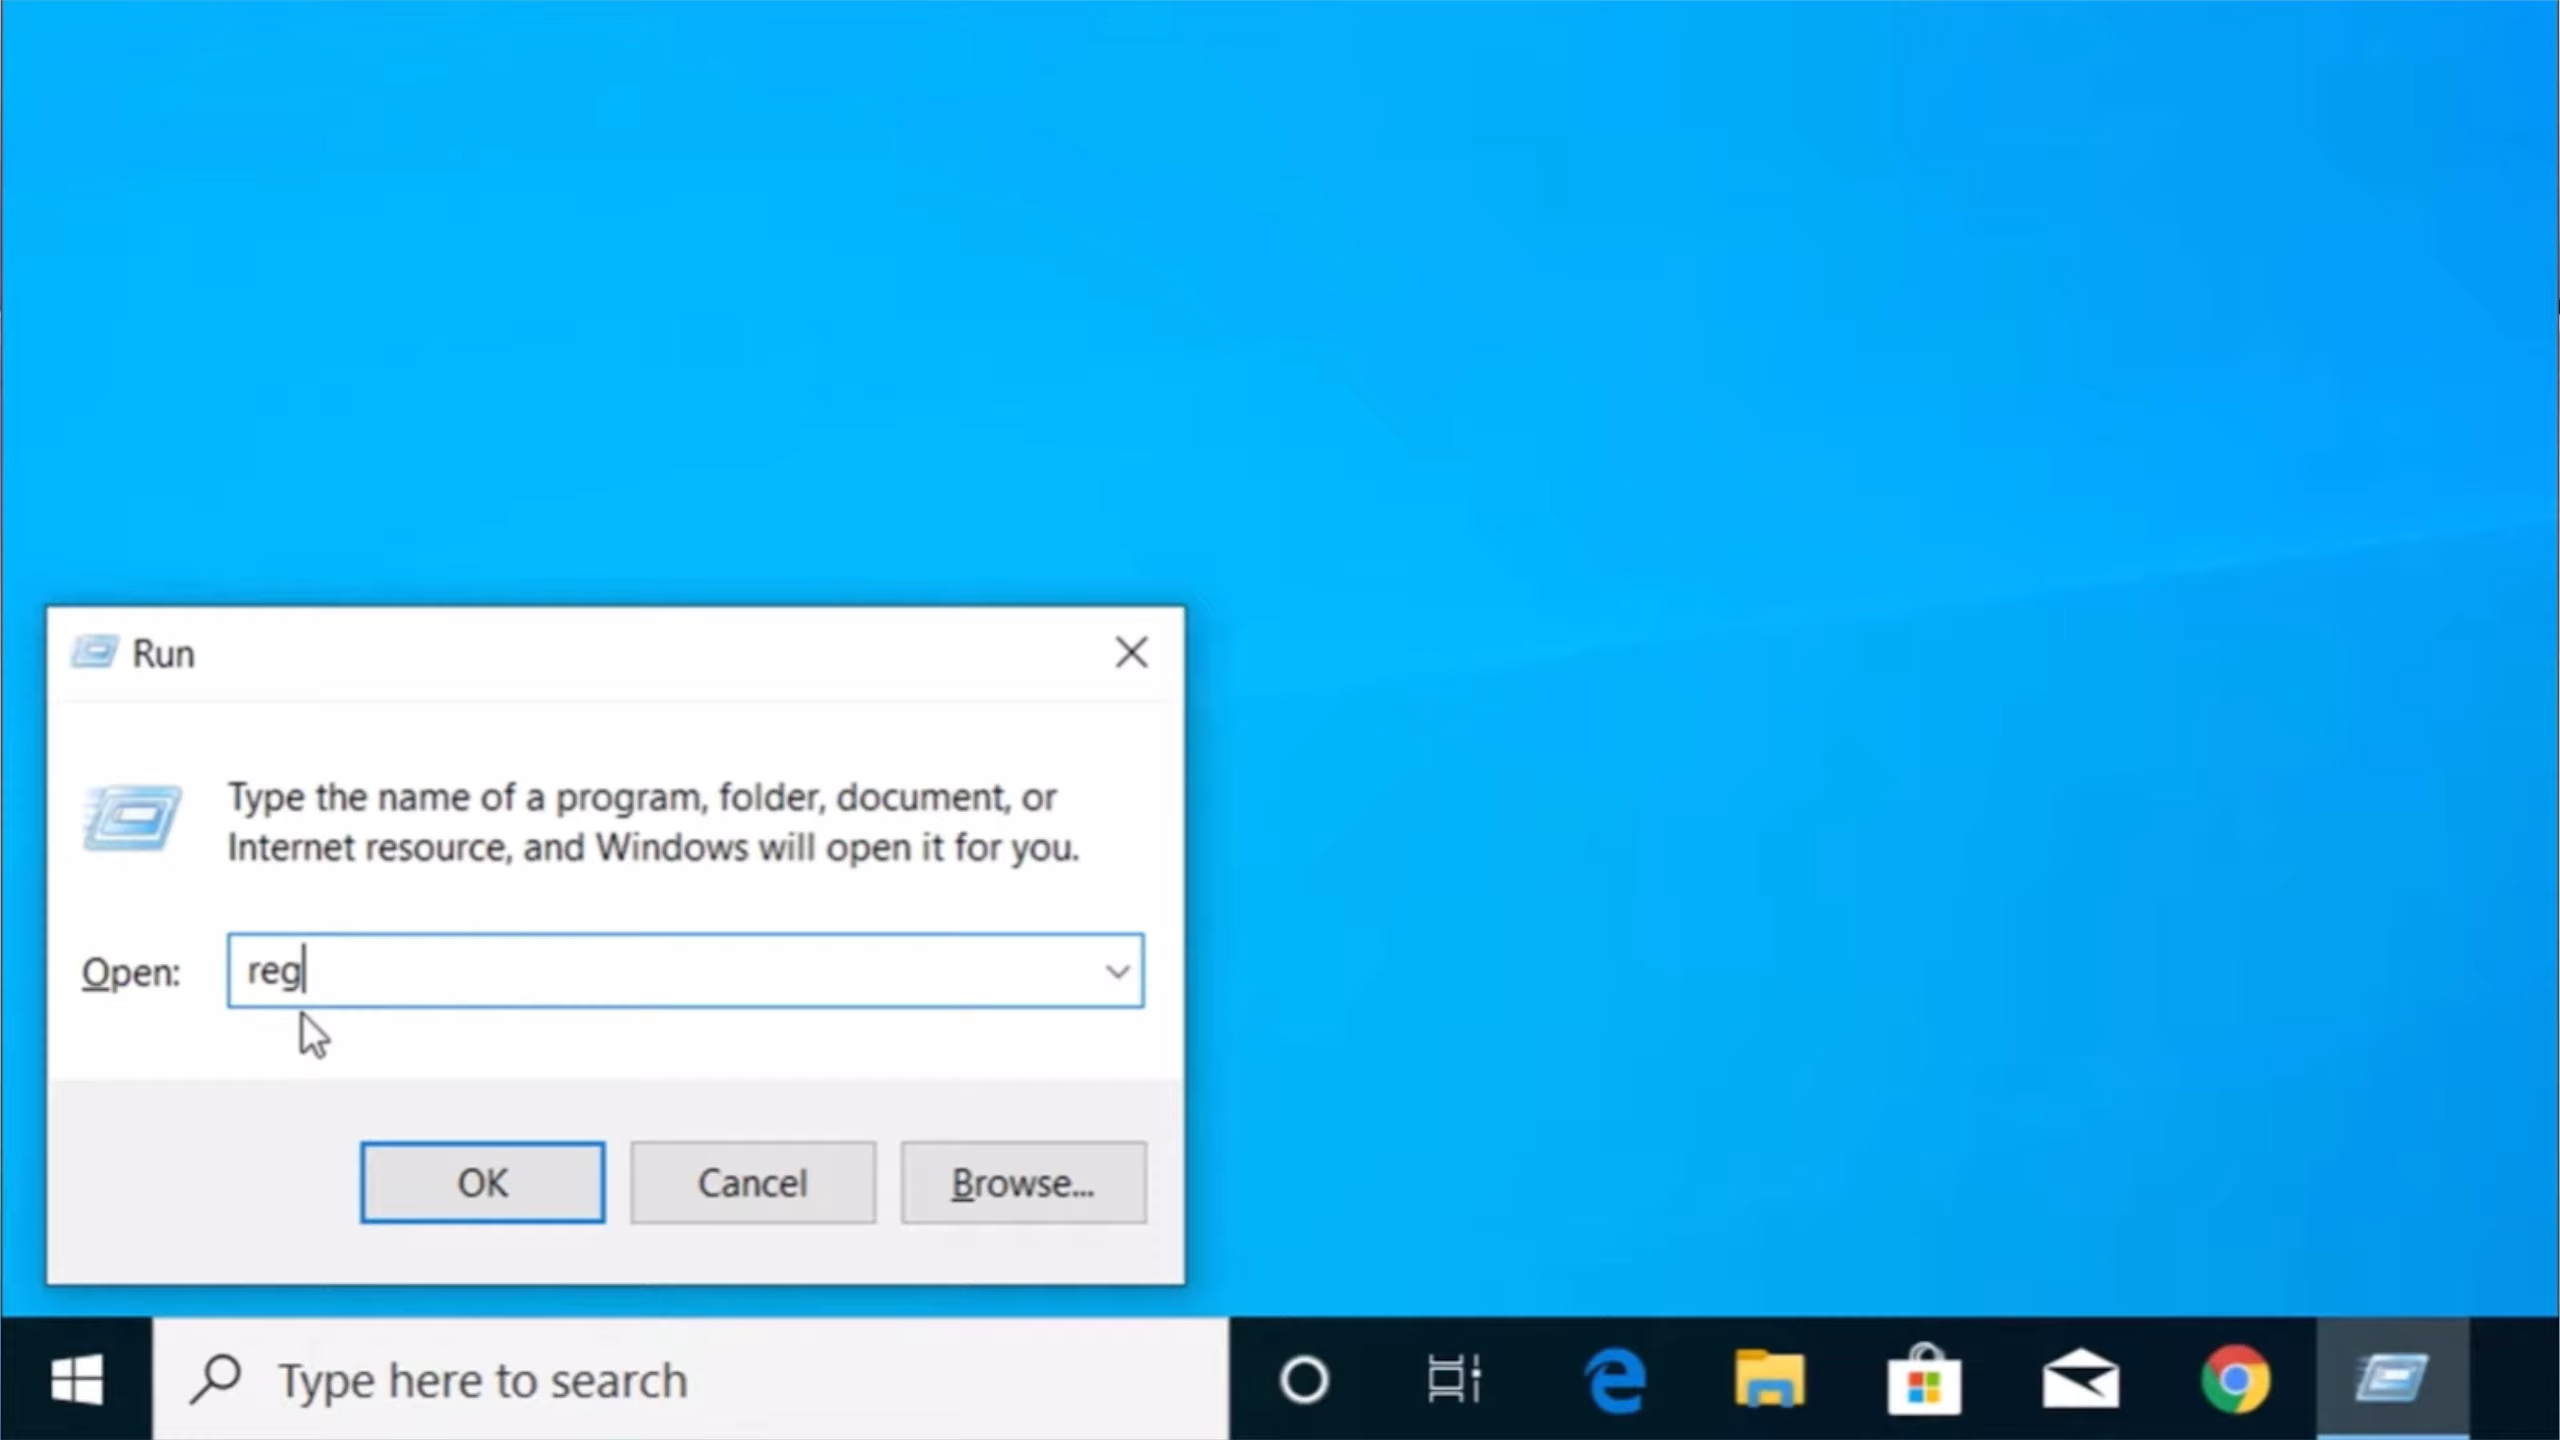 Run
Type the name of a program, folder, document, or
Internet resource, and Windows will open it for you.
Open: reg
OK Cancel Browse...
Type here to search